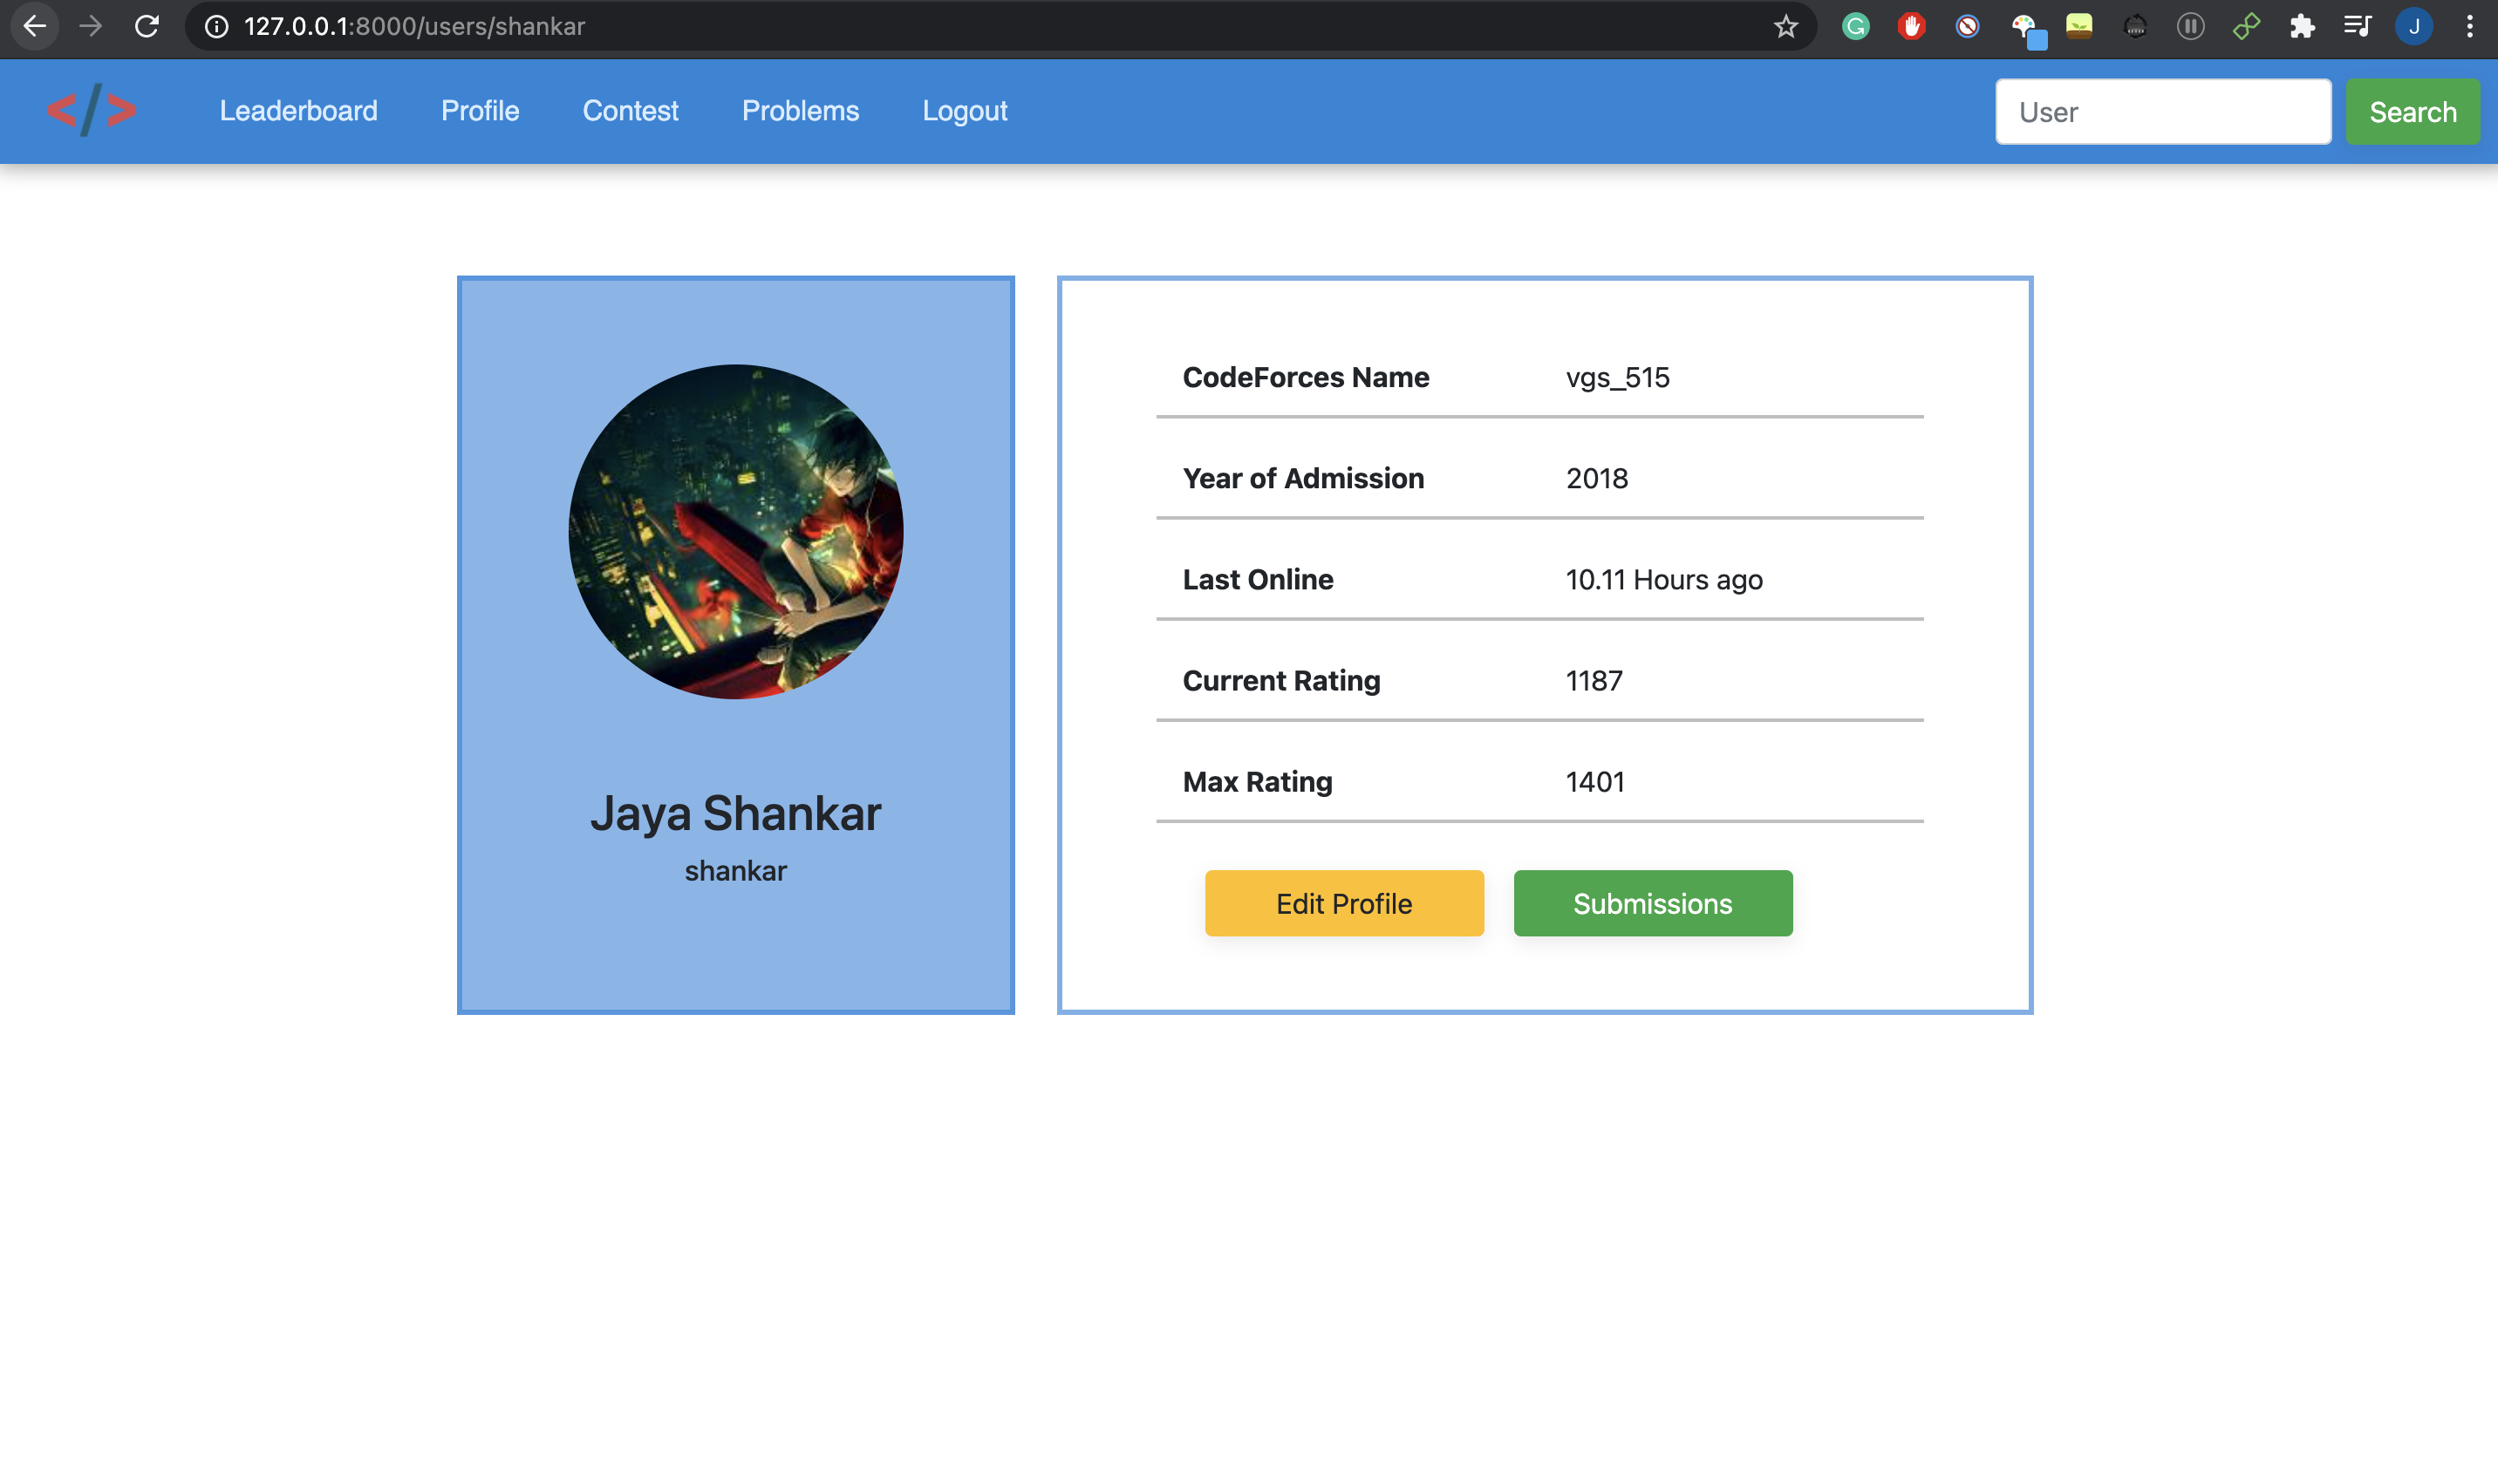 127.0.0.1:8000/users/shankar
J
</>
Leaderboard Profile Contest Problems Logout
User Search
CodeForces Name vgs_515
Year of Admission 2018
Last Online 10.11 Hours ago
Current Rating 1187
Max Rating 1401
Jaya Shankar
shankar
Edit Profile Submissions